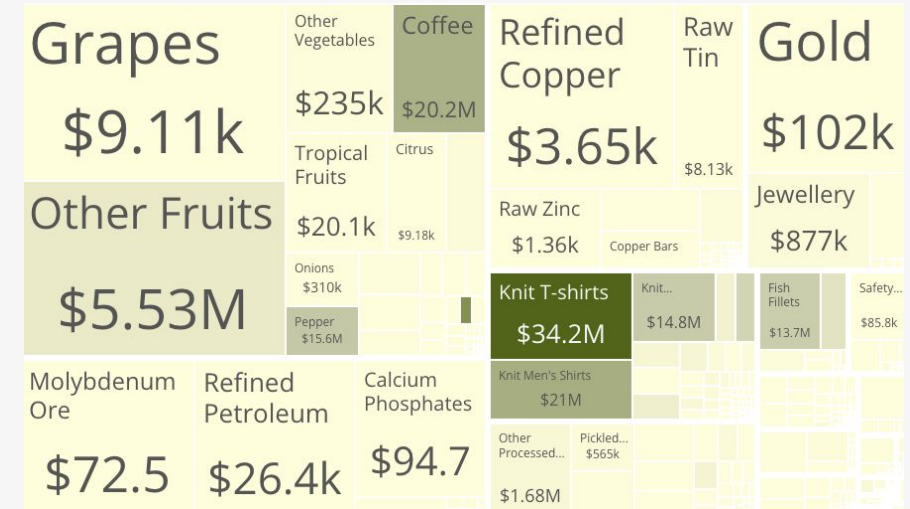 Grapes
$9.11k
Other Fruits
$5.53M
Other
Vegetables
$235k
Coffee
$20.2M
Tropical
Fruits
$20.1k
Citrus
$9.18k
Onions
$310k
Pepper
$15.6M
Molybdenum
Ore
$72.5
Refined
Petroleum
$26.4k
Calcium
Phosphates
$94.7
Refined
Copper
$3.65k
Raw
Tin
$8.13k
Raw Zinc
$1.36k
Copper Bars
Gold
$102k
Jewellery
$877k
Knit T-shirts
$34.2M
Knit Men's Shirts
$21M
Knit...
$14.8M
Fish
Fillets
$13.7M
Safety...
$85.8k
Other
Processed...
$1.68M
Pickled...
$565k